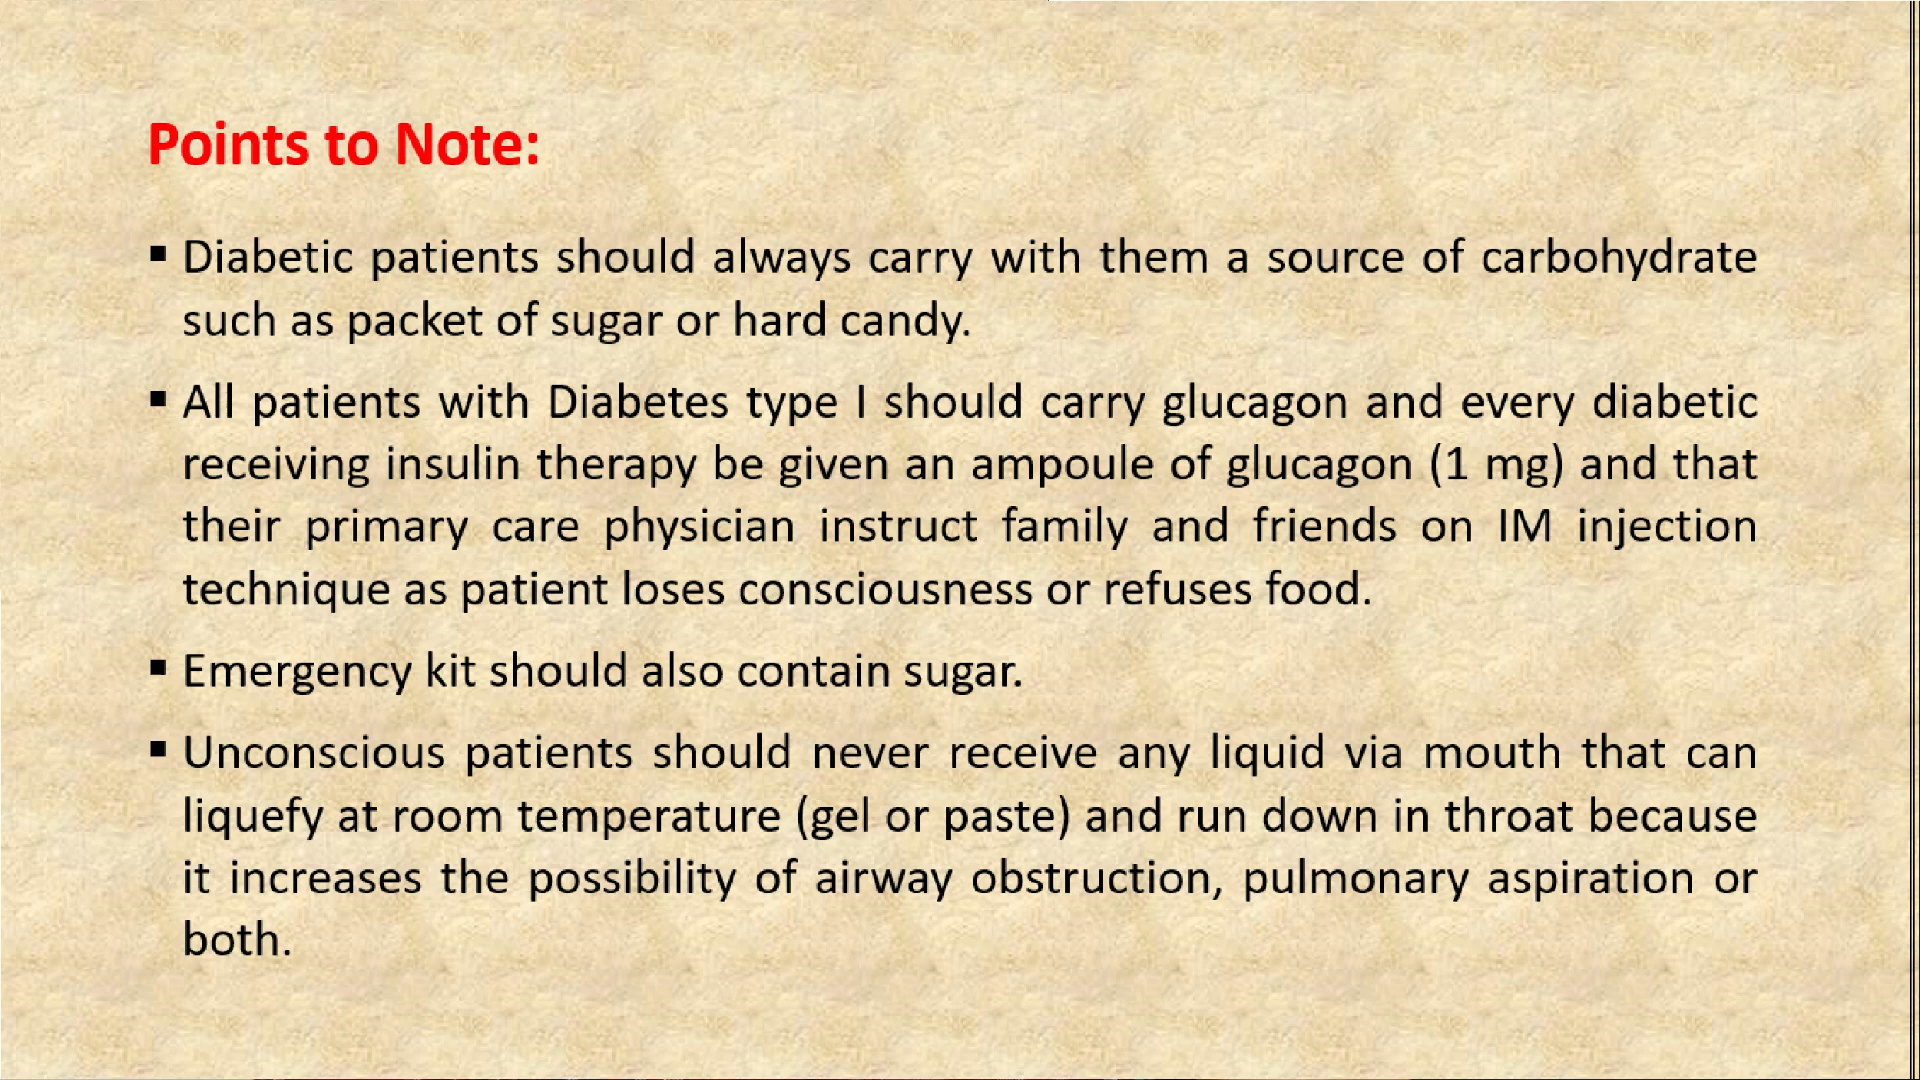 Points to Note:
▪ Diabetic patients should always carry with them a source of carbohydrate
such as packet of sugar or hard candy.
▪ All patients with Diabetes type I should carry glucagon and every diabetic
receiving insulin therapy be given an ampoule of glucagon (1 mg) and that
their primary care physician instruct family and friends on IM injection
technique as patient loses consciousness or refuses food.
▪ Emergency kit should also contain sugar.
▪ Unconscious patients should never receive any liquid via mouth that can
liquefy at room temperature (gel or paste) and run down in throat because
it increases the possibility of airway obstruction, pulmonary aspiration or
both.